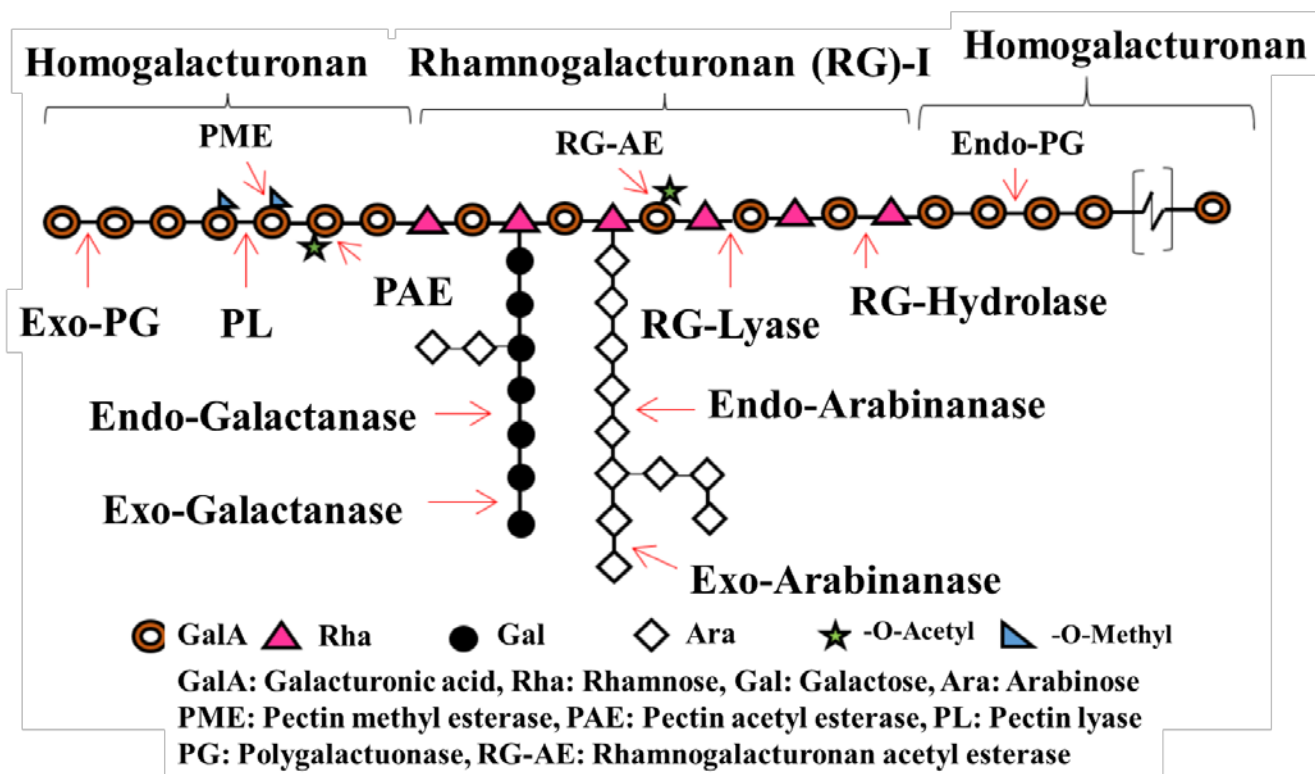 Homogalacturonan
Rhamnogalacturonan (RG)-I
Homogalacturonan
PME
RG-AE
Endo-PG
Exo-PG
PL
PAE
RG-Lyase
RG-Hydrolase
Endo-Galactanase
Endo-Arabinanase
Exo-Galactanase
Exo-Arabinanase
GalA
Rha
Gal
Ara
-O-Acetyl
-O-Methyl
GalA: Galacturonic acid, Rha: Rhamnose, Gal: Galactose, Ara: Arabinose
PME: Pectin methyl esterase, PAE: Pectin acetyl esterase, PL: Pectin lyase
PG: Polygalactuonase, RG-AE: Rhamnogalacturonan acetyl esterase